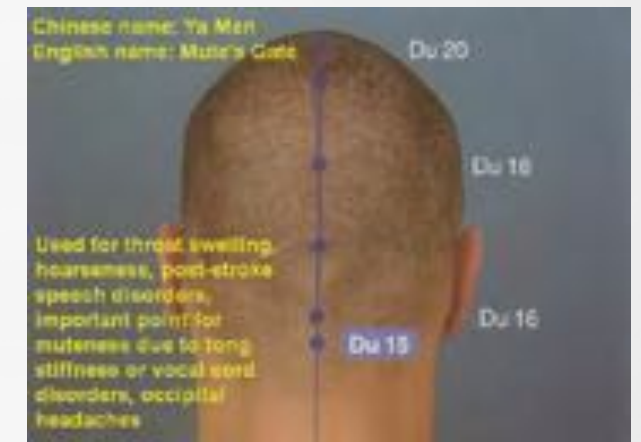 Chinese name: Ya Men
English name: Mute's Gate
Du 20
Du 18
Used for throat swelling,
hoarseness, post-stroke
speech disorders,
important point for
muteness due to tong
stiffness or vocal cord
disorders, occipital
headaches
Du 16
Du 15